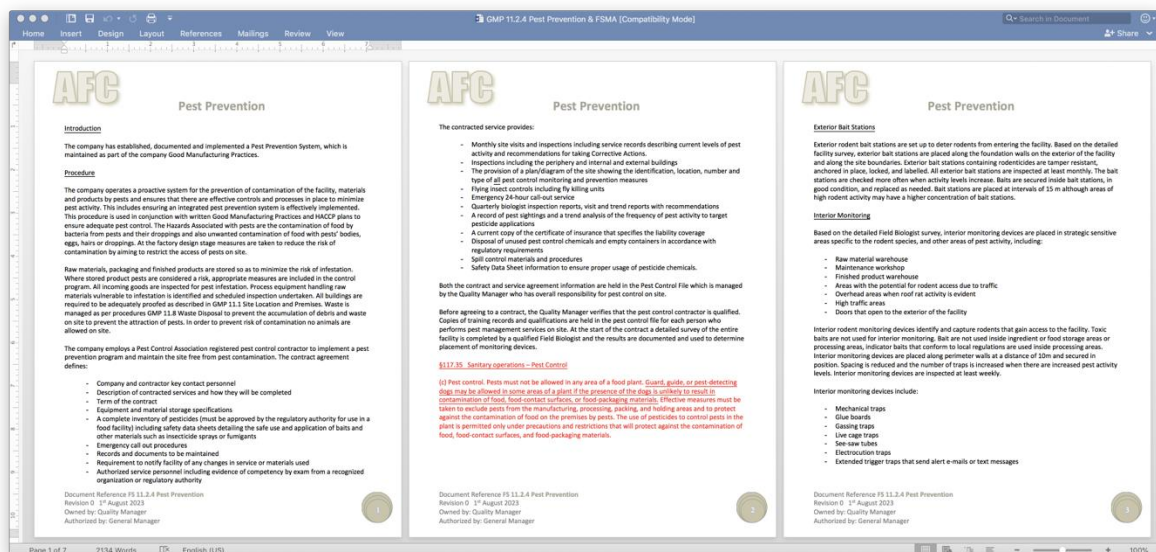 GMP 11.2.4 Pest Prevention & FSMA [Compatibility Mode]
Search in Document
Home Insert Design Layout References Mailings Review View
Share
AFC
Pest Prevention
Introduction
The company has established, documented and implemented a Pest Prevention System, which is
maintained as part of the company Good Manufacturing Practices.
Procedure
The company operates a proactive system for the prevention of contamination of the facility, materials
and products by pests and ensures that there are effective controls and processes in place to minimize
pest activity. This includes ensuring an integrated pest prevention system is effectively implemented.
This procedure is used in conjunction with written Good Manufacturing Practices and HACCP plans to
ensure adequate pest control. The Hazards Associated with pests are the contamination of food by
bacteria from pests and their droppings and also unwanted contamination of food with pests' bodies,
eggs, hairs or droppings. At the factory design stage measures are taken to reduce the risk of
contamination by aiming to restrict the access of pests on site.
Raw materials, packaging and finished products are stored so as to minimize the risk of infestation.
Where stored product pests are considered a risk, appropriate measures are included in the control
program. All incoming goods are inspected for pest infestation. Process equipment handling raw
materials vulnerable to infestation is identified and scheduled inspection undertaken. All buildings are
required to be adequately proofed as described in GMP 11.1 Site Location and Premises. Waste is
managed as per procedures GMP 11.8 Waste Disposal to prevent the accumulation of debris and waste
on site to prevent the attraction of pests. In order to prevent risk of contamination no animals are
allowed on site.
The company employs a Pest Control Association registered pest control contractor to implement a pest
prevention program and maintain the site free from pest contamination. The contract agreement
defines:
- Company and contractor key contact personnel
- Description of contracted services and how they will be completed
- Term of the contract
- Equipment and material storage specifications
- A complete inventory of pesticides (must be approved by the regulatory authority for use in a
food facility) including safety data sheets detailing the safe use and application of baits and
other materials such as insecticide sprays or fumigants
- Emergency call out procedures
- Records and documents to be maintained
- Requirement to notify facility of any changes in service or materials used
- Authorized service personnel including evidence of competency by exam from a recognized
organization or regulatory authority
Document Reference FS 11.2.4 Pest Prevention
Revision 0 1st August 2023
Owned by: Quality Manager
Authorized by: General Manager
1
AFC
Pest Prevention
The contracted service provides:
- Monthly site visits and inspections including service records describing current levels of pest
activity and recommendations for taking Corrective Actions.
- Inspections including the periphery and internal and external buildings
- The provision of a plan/diagram of the site showing the identification, location, number and
type of all pest control monitoring and prevention measures
- Flying insect controls including fly killing units
- Emergency 24-hour call-out service
- Quarterly biologist inspection reports, visit and trend reports with recommendations
- A record of pest sightings and a trend analysis of the frequency of pest activity to target
pesticide applications
- A current copy of the certificate of insurance that specifies the liability coverage
- Disposal of unused pest control chemicals and empty containers in accordance with
regulatory requirements
- Spill control materials and procedures
- Safety Data Sheet information to ensure proper usage of pesticide chemicals.
Both the contract and service agreement information are held in the Pest Control File which is managed
by the Quality Manager who has overall responsibility for pest control on site.
Before agreeing to a contract, the Quality Manager verifies that the pest control contractor is qualified.
Copies of training records and qualifications are held in the pest control file for each person who
performs pest management services on site. At the start of the contract a detailed survey of the entire
facility is completed by a qualified Field Biologist and the results are documented and used to determine
placement of monitoring devices.
§117.35 Sanitary operations – Pest Control
(c) Pest control. Pests must not be allowed in any area of a food plant. Guard, guide, or pest-detecting
dogs may be allowed in some areas of a plant if the presence of the dogs is unlikely to result in
contamination of food, food-contact surfaces, or food-packaging materials. Effective measures must be
taken to exclude pests from the manufacturing, processing, packing, and holding areas and to protect
against the contamination of food on the premises by pests. The use of pesticides to control pests in the
plant is permitted only under precautions and restrictions that will protect against the contamination of
food, food-contact surfaces, and food-packaging materials.
Document Reference FS 11.2.4 Pest Prevention
Revision 0 1st August 2023
Owned by: Quality Manager
Authorized by: General Manager
2
AFC
Pest Prevention
Exterior Bait Stations
Exterior rodent bait stations are set up to deter rodents from entering the facility. Based on the detailed
facility survey, exterior bait stations are placed along the foundation walls on the exterior of the facility
and along the site boundaries. Exterior bait stations containing rodenticides are tamper resistant,
anchored in place, locked, and labelled. All exterior bait stations are inspected at least monthly. The bait
stations are checked more often when activity levels increase. Baits are secured inside bait stations, in
good condition, and replaced as needed. Bait stations are placed at intervals of 15 m although areas of
high rodent activity may have a higher concentration of bait stations.
Interior Monitoring
Based on the detailed Field Biologist survey, interior monitoring devices are placed in strategic sensitive
areas specific to the rodent species, and other areas of pest activity, including:
- Raw material warehouse
- Maintenance workshop
- Finished product warehouse
- Areas with the potential for rodent access due to traffic
- Overhead areas when roof rat activity is evident
- High traffic areas
- Doors that open to the exterior of the facility
Interior rodent monitoring devices identify and capture rodents that gain access to the facility. Toxic
baits are not used for interior monitoring. Bait are not used inside ingredient or food storage areas or
processing areas, indicator baits that conform to local regulations are used inside processing areas.
Interior monitoring devices are placed along perimeter walls at a distance of 10m and secured in
position. Spacing is reduced and the number of traps is increased when there are increased pest activity
levels. Interior monitoring devices are inspected at least weekly.
Interior monitoring devices include:
- Mechanical traps
- Glue boards
- Gassing traps
- Live cage traps
- See-saw tubes
- Electrocution traps
- Extended trigger traps that send alert e-mails or text messages
Document Reference FS 11.2.4 Pest Prevention
Revision 0 1st August 2023
Owned by: Quality Manager
Authorized by: General Manager
3
Page 1 of 7 2134 Words English (US) 100%